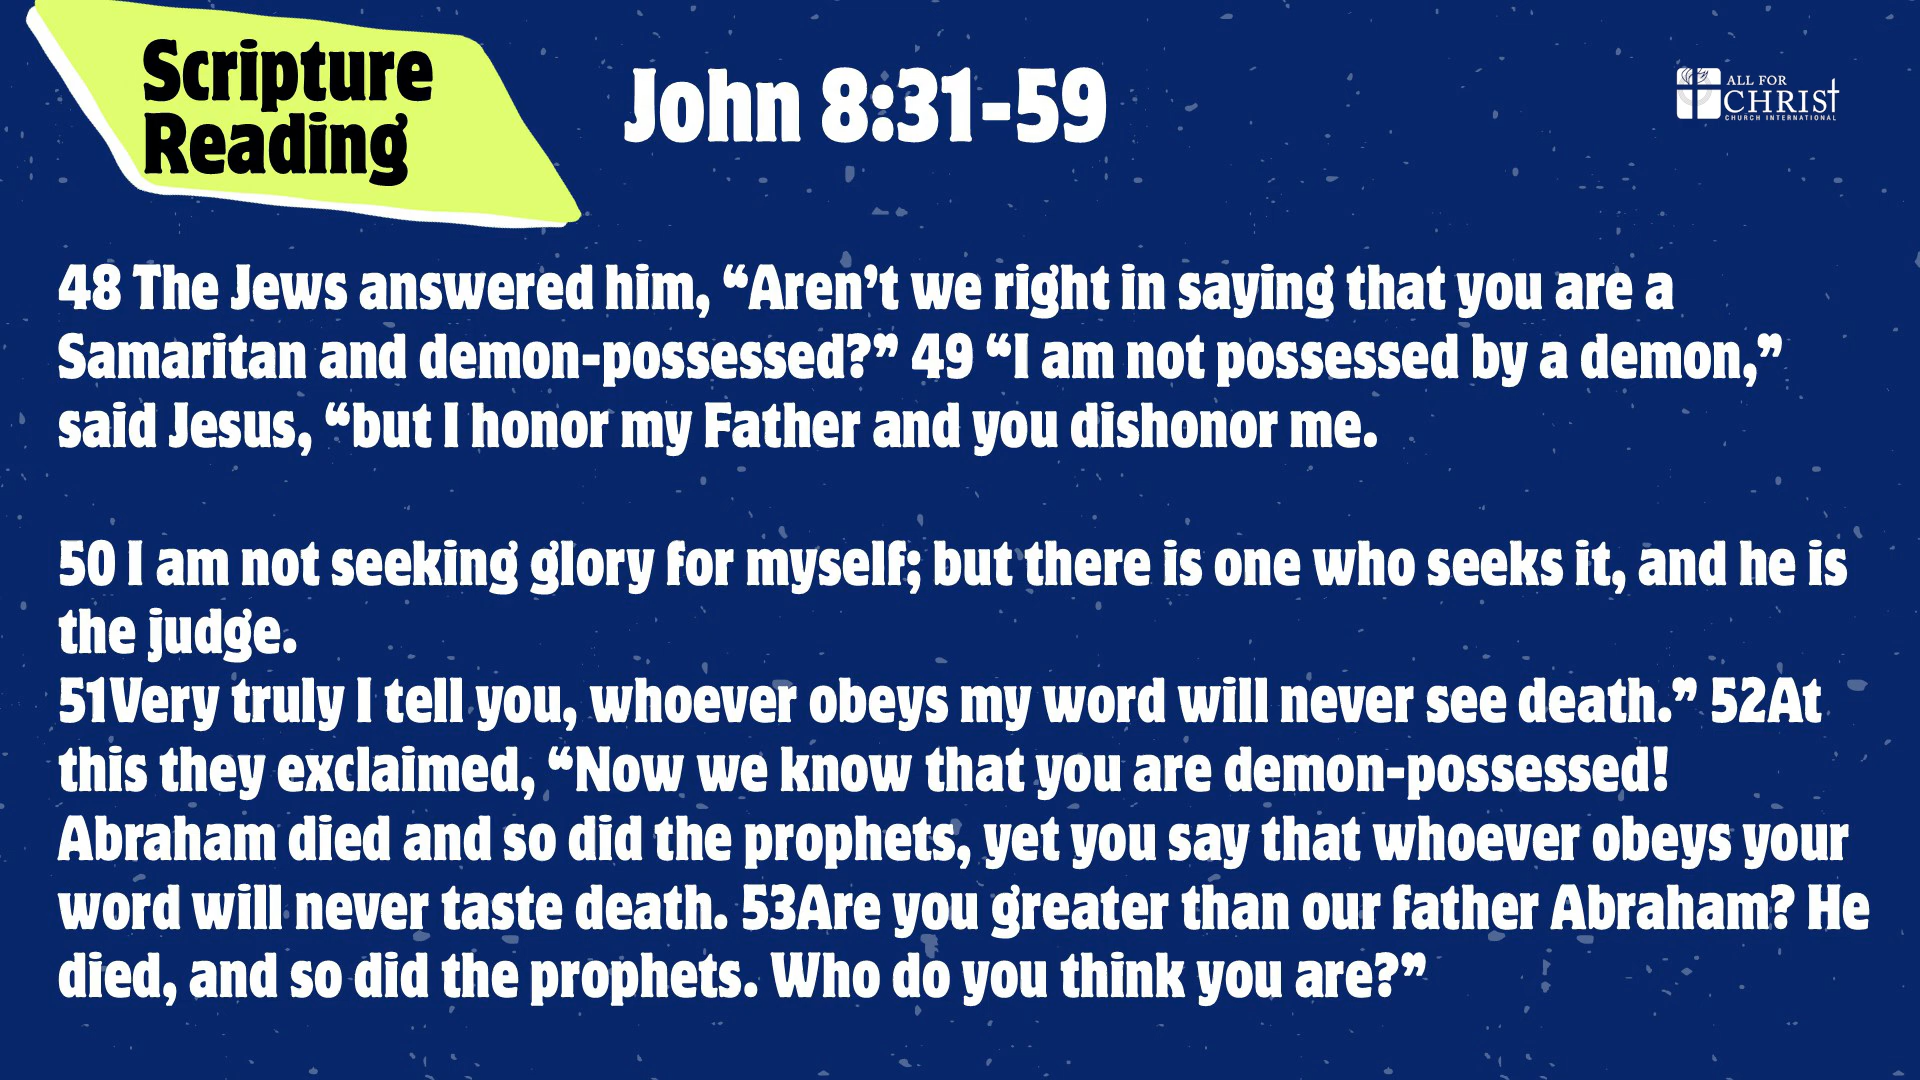 Scripture
Reading
John 8:31-59
ALL FOR
CHRIST
CHURCH INTERNATIONAL
48 The Jews answered him, “Aren’t we right in saying that you are a
Samaritan and demon-possessed?” 49 “I am not possessed by a demon,”
said Jesus, “but I honor my Father and you dishonor me.
50 I am not seeking glory for myself; but there is one who seeks it, and he is
the judge.
51Very truly I tell you, whoever obeys my word will never see death.” 52At
this they exclaimed, “Now we know that you are demon-possessed!
Abraham died and so did the prophets, yet you say that whoever obeys your
word will never taste death. 53Are you greater than our father Abraham? He
died, and so did the prophets. Who do you think you are?”